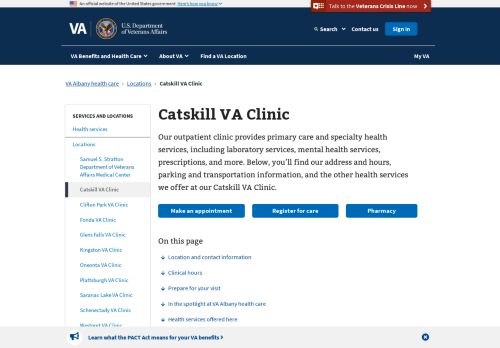 An official website of the United States government Here's how you know
Talk to the Veterans Crisis Line now
VA
U.S. Department
of Veterans Affairs
Search
Contact us
Sign in
VA Benefits and Health Care
About VA
Find a VA Location
My VA
VA Albany health care › Locations › Catskill VA Clinic
SERVICES AND LOCATIONS
Health services
Locations
Samuel S. Stratton
Department of Veterans
Affairs Medical Center
Catskill VA Clinic
Clifton Park VA Clinic
Fonda VA Clinic
Glens Falls VA Clinic
Kingston VA Clinic
Oneonta VA Clinic
Plattsburgh VA Clinic
Saranac Lake VA Clinic
Schenectady VA Clinic
Westport VA Clinic
Catskill VA Clinic
Our outpatient clinic provides primary care and specialty health
services, including laboratory services, mental health services,
prescriptions, and more. Below, you'll find our address and hours,
parking and transportation information, and the other health
services we offer at our Catskill VA Clinic.
Make an appointment
Register for care
Pharmacy
On this page
Location and contact information
Clinical hours
Prepare for your visit
In the spotlight at VA Albany health care
Health services offered here
Learn what the PACT Act means for your VA benefits >